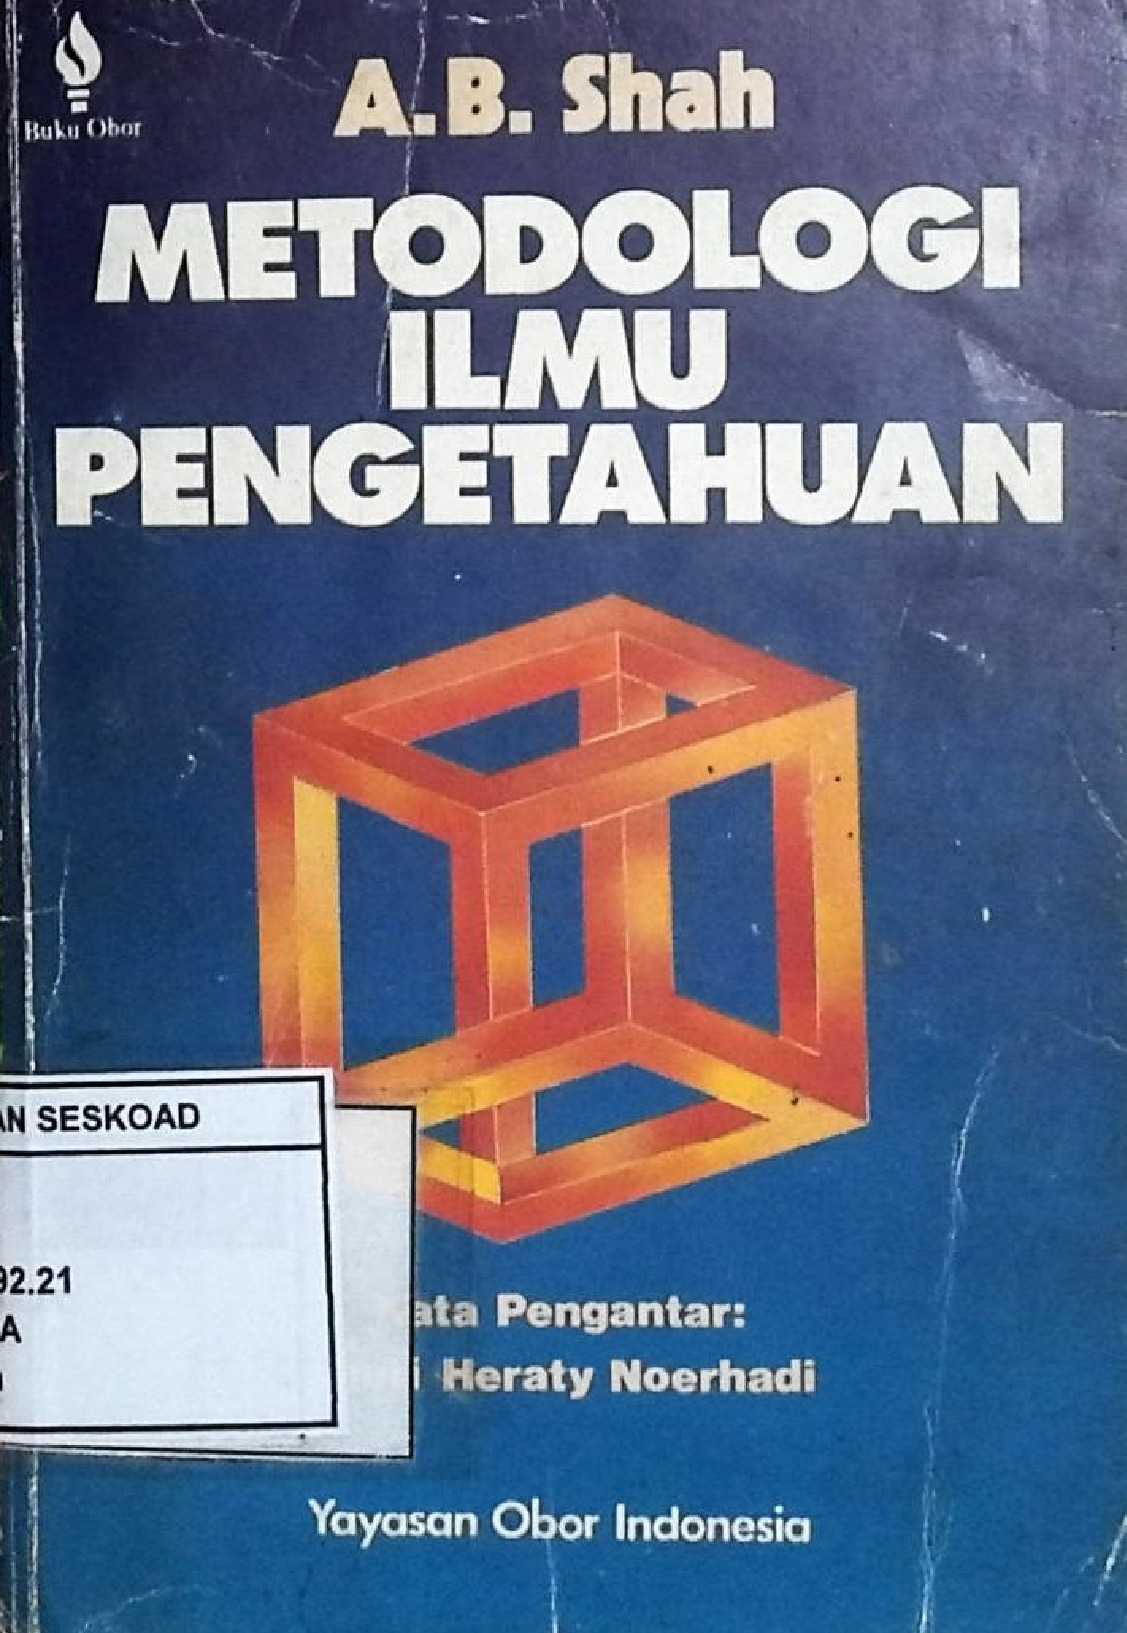 Buku Obor
A.B. Shah
METODOLOGI
ILMU
PENGETAHUAN
AN SESKOAD
92.21
A
ata Pengantar:
i Heraty Noerhadi
Yayasan Obor Indonesia